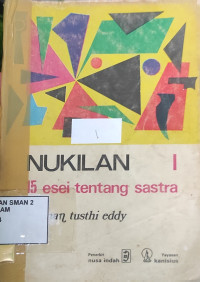 NUKILAN I
15 esei tentang sastra
tusthi eddy
AN SMAN 2
AM
Penerbit
nusa indah
Yayasan
kanisius